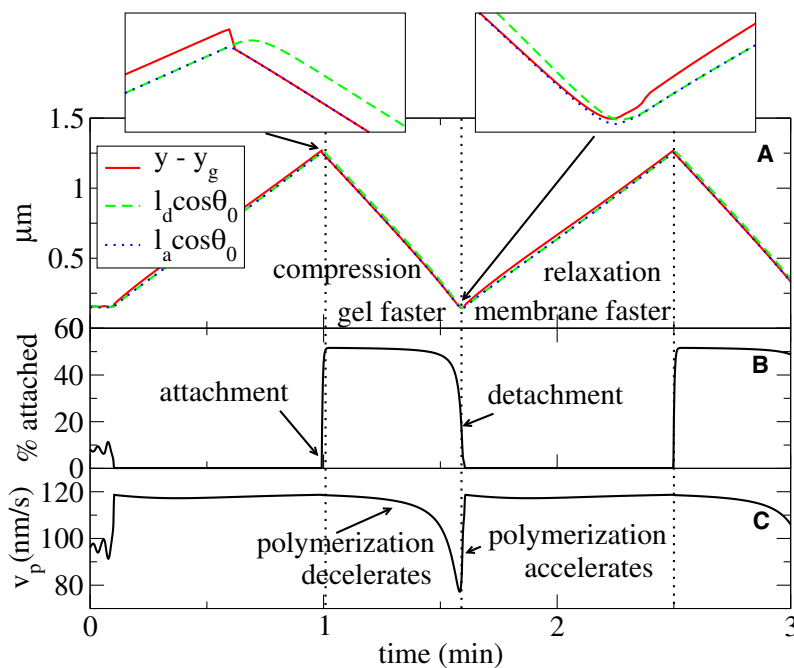 1.5
1
0.5
μm
A
y - y_g
l_d cosθ_0
l_a cosθ_0
compression
gel faster
relaxation
membrane faster
60
40
20
0
% attached
B
attachment
detachment
120
100
80
v_p(nm/s)
C
polymerization
decelerates
polymerization
accelerates
0
1
2
3
time (min)